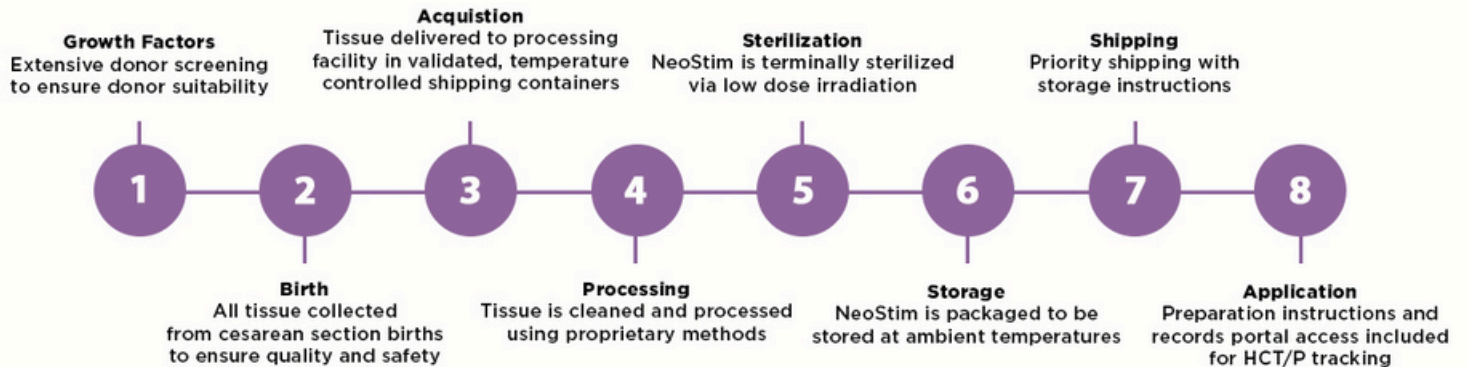 Growth Factors
Extensive donor screening
to ensure donor suitability
Acquistion
Tissue delivered to processing
facility in validated, temperature
controlled shipping containers
Sterilization
NeoStim is terminally sterilized
via low dose irradiation
Shipping
Priority shipping with
storage instructions
1
2
3
4
5
6
7
8
Birth
All tissue collected
from cesarean section births
to ensure quality and safety
Processing
Tissue is cleaned and processed
using proprietary methods
Storage
NeoStim is packaged to be
stored at ambient temperatures
Application
Preparation instructions and
records portal access included
for HCT/P tracking